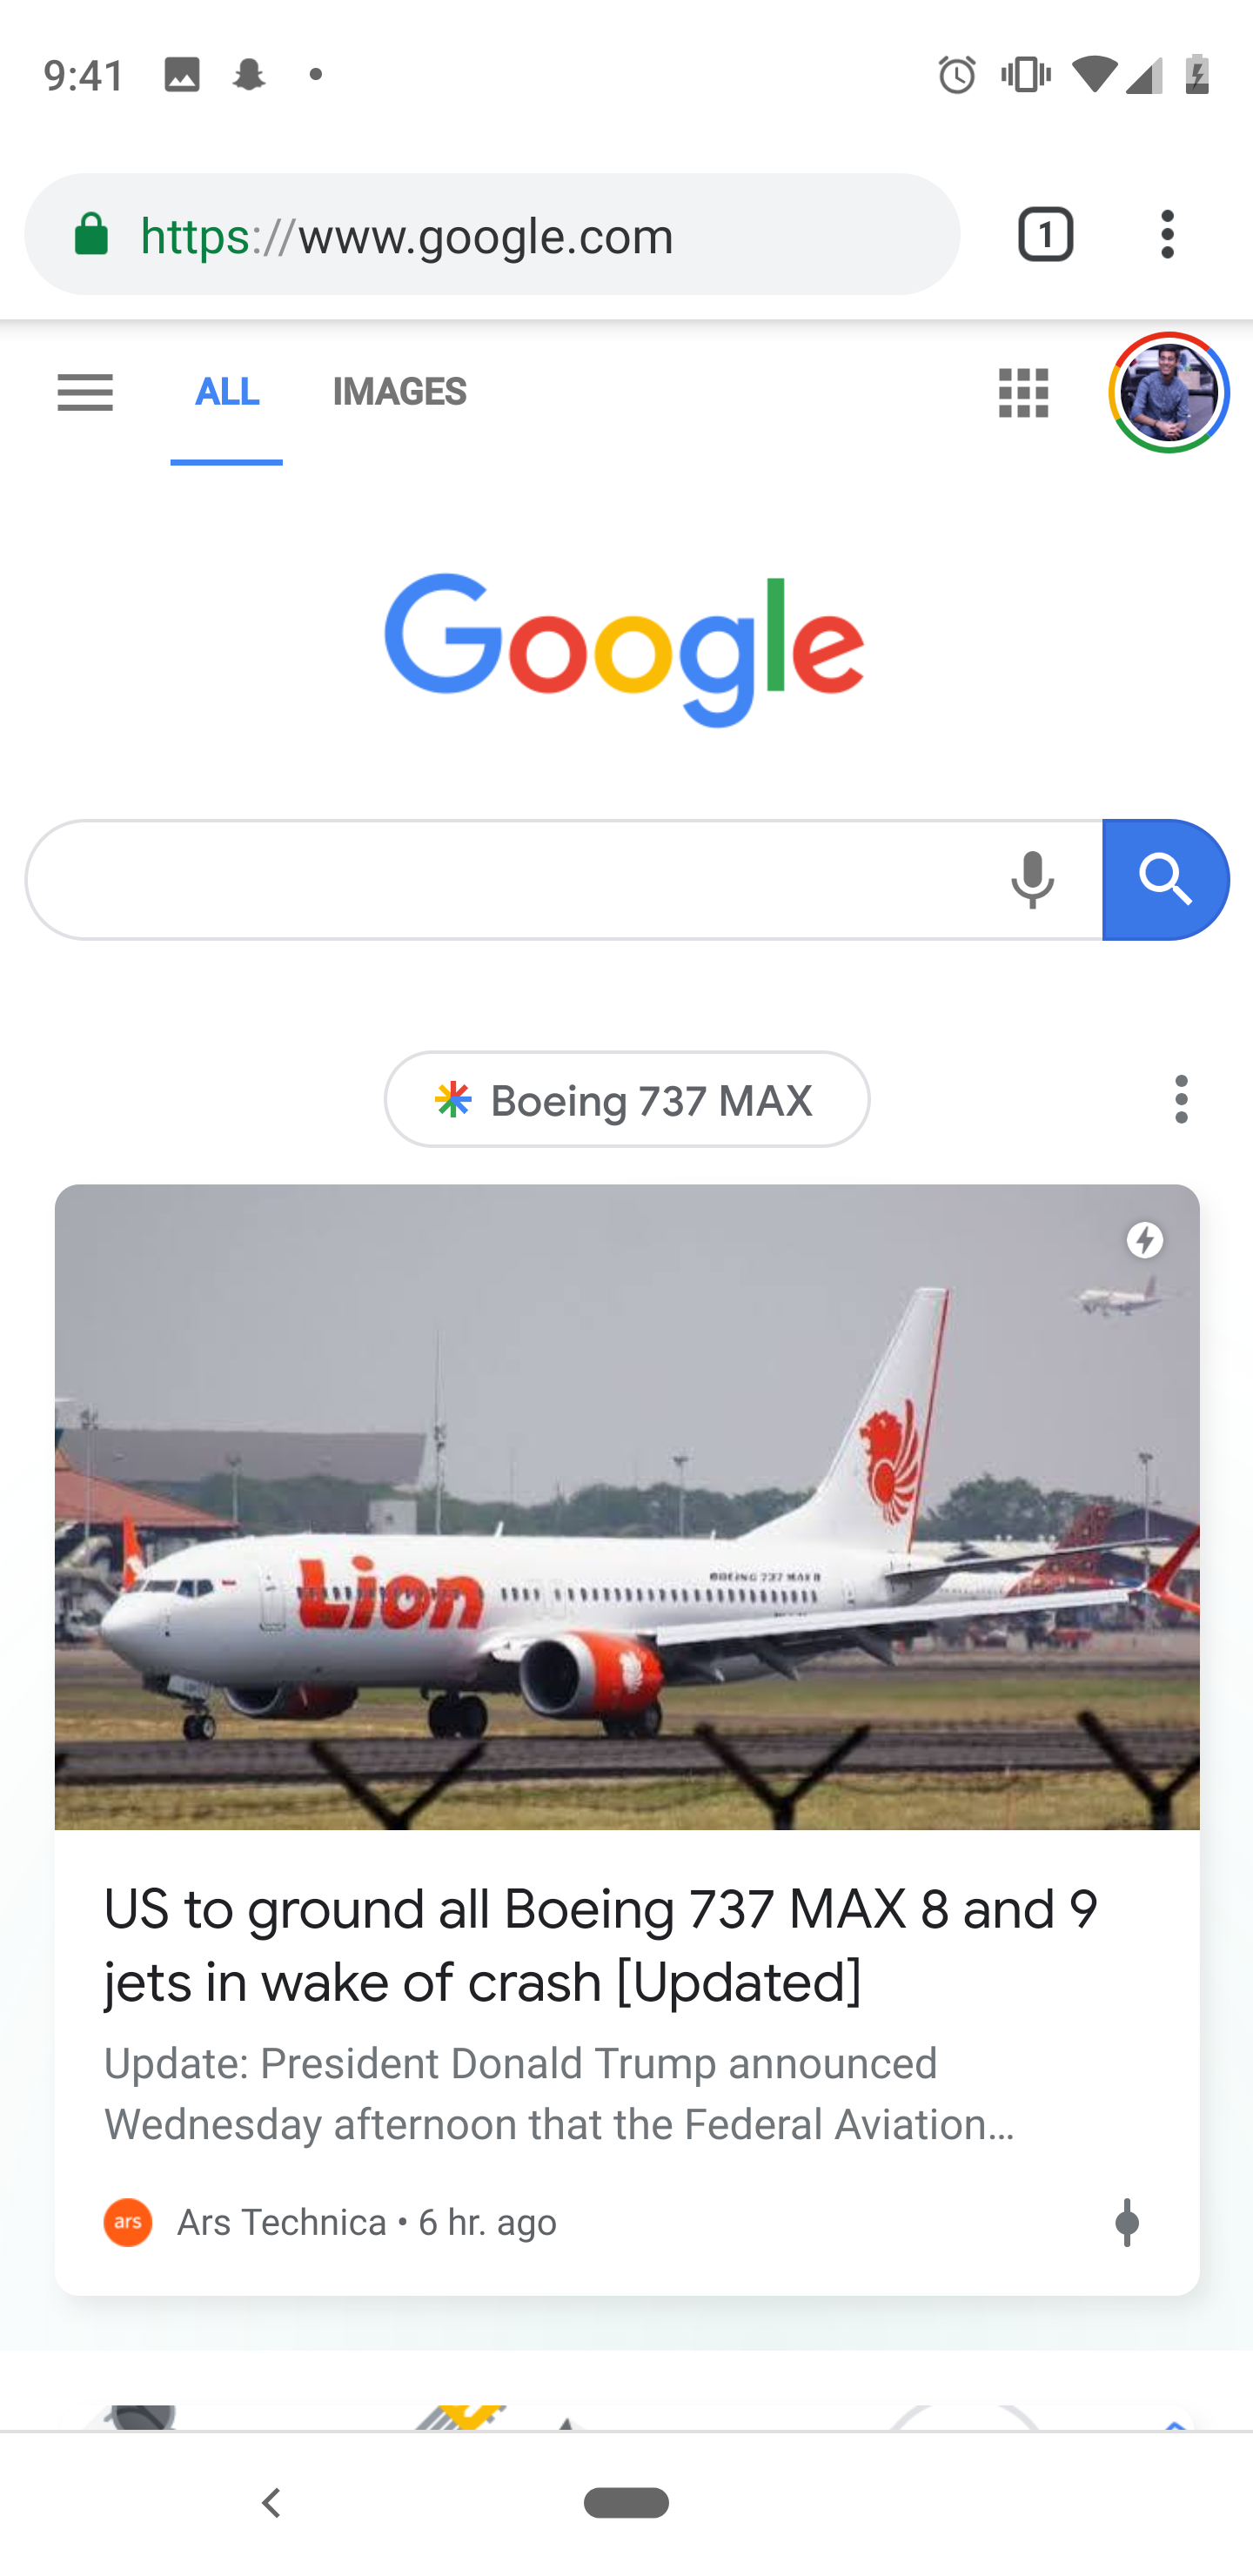 9:41
https://www.google.com
1
ALL IMAGES
Google
Boeing 737 MAX
Lion
BOEING 737 MAX 8
US to ground all Boeing 737 MAX 8 and 9
jets in wake of crash [Updated]
Update: President Donald Trump announced
Wednesday afternoon that the Federal Aviation...
ars Ars Technica • 6 hr. ago